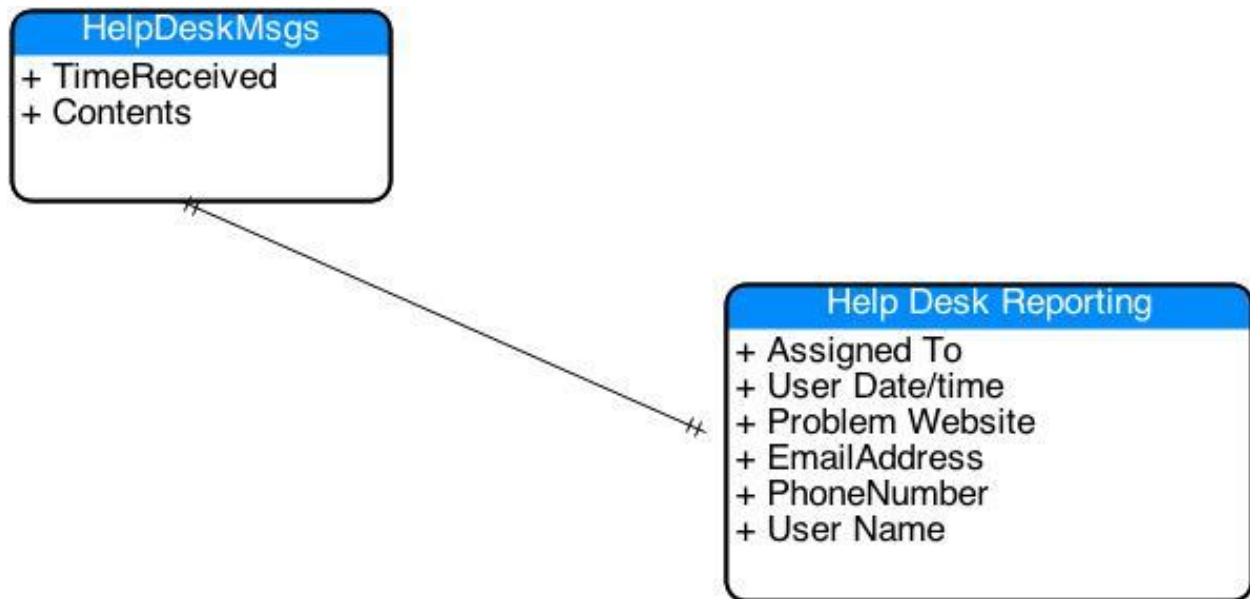 HelpDeskMsgs
+ TimeReceived
+ Contents
Help Desk Reporting
+ Assigned To
+ User Date/time
+ Problem Website
+ EmailAddress
+ PhoneNumber
+ User Name